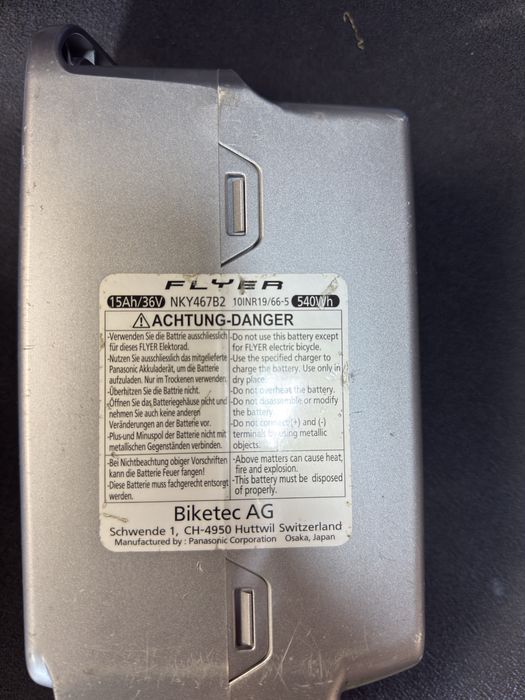 FLYER
15Ah/36V NKY467B2 10INR19/66-5 540Wh
⚠ACHTUNG-DANGER
-Verwenden Sie die Battrie ausschliesslich
für dieses FLYER Elektorad.
-Nutzen Sie ausschliesslich das mitgelieferte
Panasonic Akkuladerät, um die Batterie
aufzuladen. Nur im Trockenen verwenden.
-Überhitzen Sie die Battrie nicht.
-Öffnen Sie das Batteriegehäuse nicht und
nehmen Sie auch keine anderen
Veränderungen an der Batterie vor.
-Plus-und Minuspol der Batterie nicht mit
metallischen Gegenständen verbinden.
-Do not use this battery except
for FLYER electric bicycle.
-Use the specified charger to
charge the battery. Use only in
dry place.
-Do not overheat the battery.
-Do not disassemble or modify
the battery.
-Do not connect (+) and (-)
terminals by using metallic
objects.
-Bei Nichtbeachtung obiger Vorschriften
kann die Batterie Feuer fangen!
-Diese Batterie muss fachgerecht entsorgt
werden.
-Above matters can cause heat,
fire and explosion.
-This battery must be disposed
of properly.
Biketec AG
Schwende 1, CH-4950 Huttwil Switzerland
Manufactured by : Panasonic Corporation Osaka, Japan